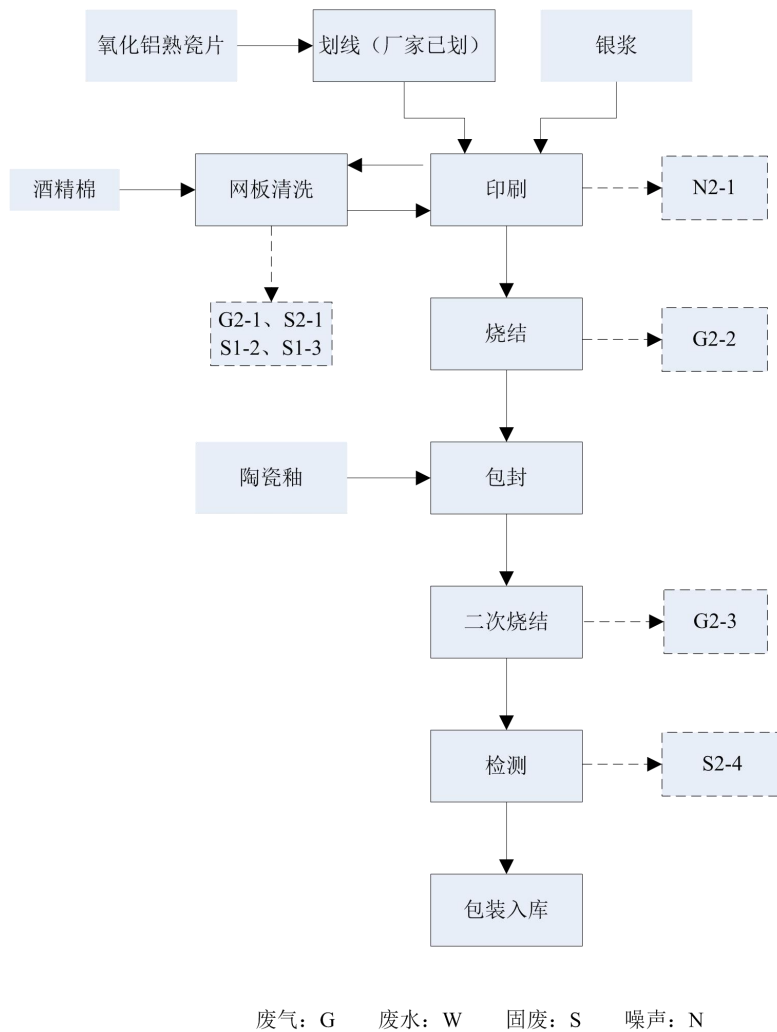 氧化铝熟瓷片
划线（厂家已划）
银浆
酒精棉
网板清洗
印刷
N2-1
G2-1、S2-1
S1-2、S1-3
烧结
G2-2
陶瓷釉
包封
二次烧结
G2-3
检测
S2-4
包装入库
废气：G 废水：W 固废：S 噪声：N